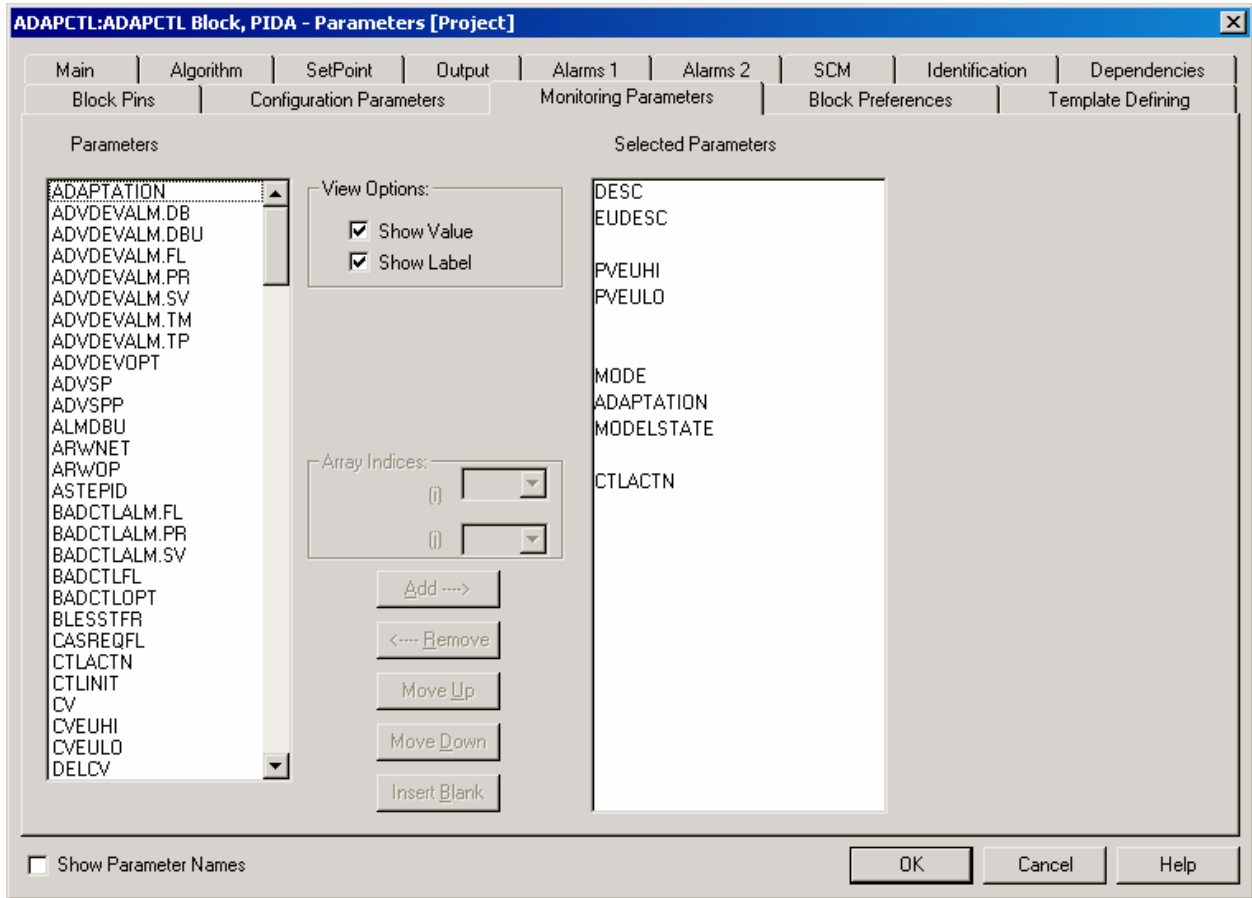 ADAPCTL:ADAPCTL Block, PIDA - Parameters [Project]
Main Algorithm SetPoint Output Alarms 1 Alarms 2 SCM Identification Dependencies
Block Pins Configuration Parameters Monitoring Parameters Block Preferences Template Defining
Parameters
ADAPTATION
ADVDEVALM.DB
ADVDEVALM.DBU
ADVDEVALM.FL
ADVDEVALM.PR
ADVDEVALM.SV
ADVDEVALM.TM
ADVDEVALM.TP
ADVDEVOPT
ADVSP
ADVSPP
ALMDBU
ARWNET
ARWOP
ASTEPID
BADCTLALM.FL
BADCTLALM.PR
BADCTLALM.SV
BADCTLFL
BADCTLOPT
BLESSTFR
CASREQFL
CTLACTN
CTLINIT
CV
CVEUHI
CVEULO
DELCV
View Options:
Show Value
Show Label
Array Indices:
(i)
(j)
Add ---->
<---- Remove
Move Up
Move Down
Insert Blank
Selected Parameters
DESC
EUDESC
PVEUHI
PVEULO
MODE
ADAPTATION
MODELSTATE
CTLACTN
Show Parameter Names
OK Cancel Help